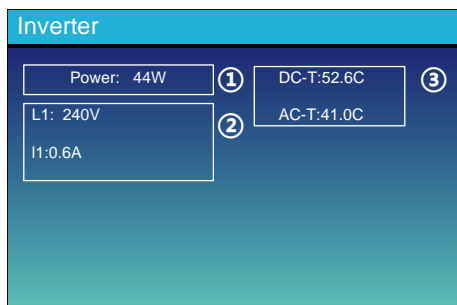 Inverter
Power: 44W
①
L1: 240V
I1:0.6A
②
DC-T:52.6C
AC-T:41.0C
③